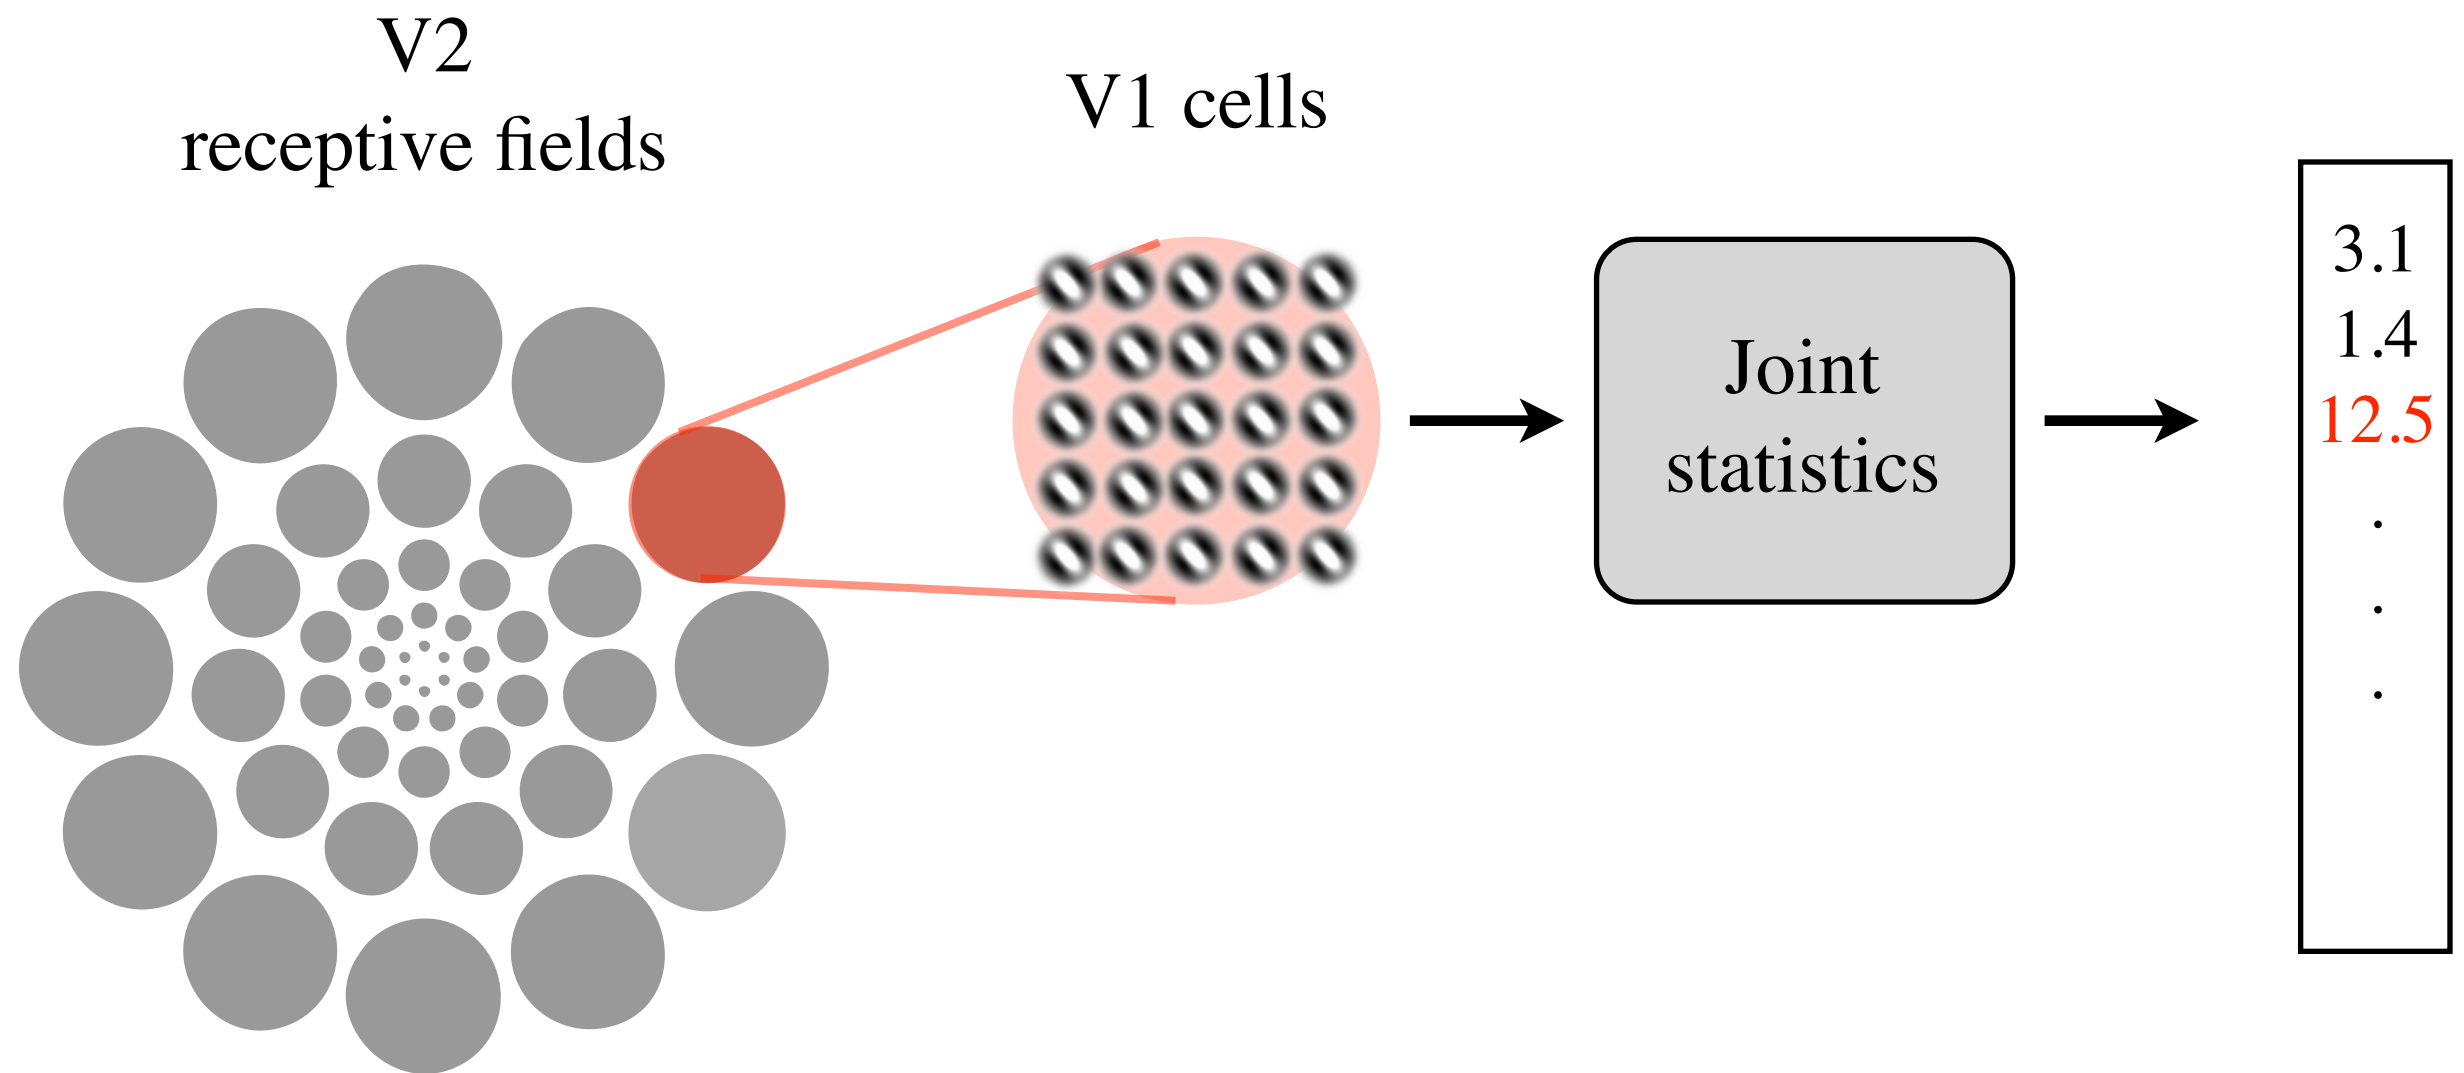 V2
receptive fields
V1 cells
Joint
statistics
3.1
1.4
12.5
.
.
.